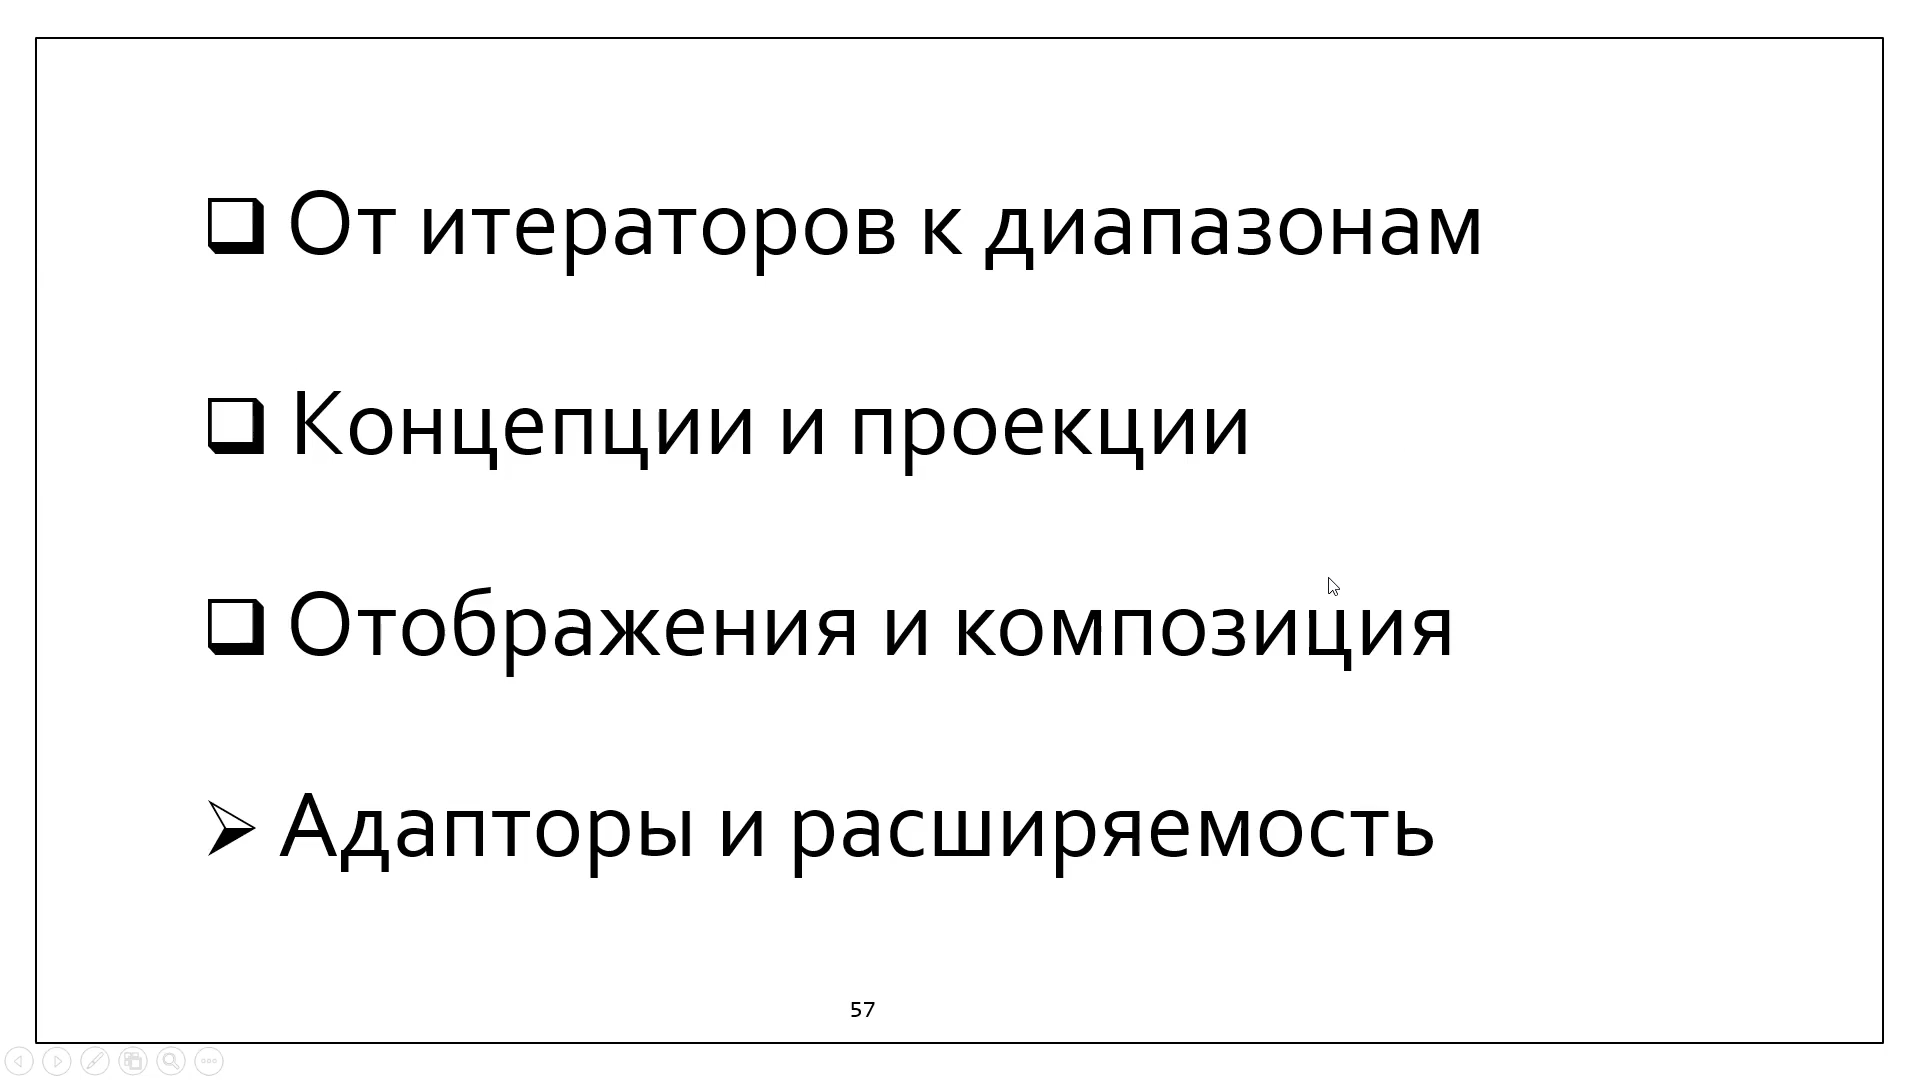 От итераторов к диапазонам
Концепции и проекции
Отображения и композиция
Адапторы и расширяемость
57